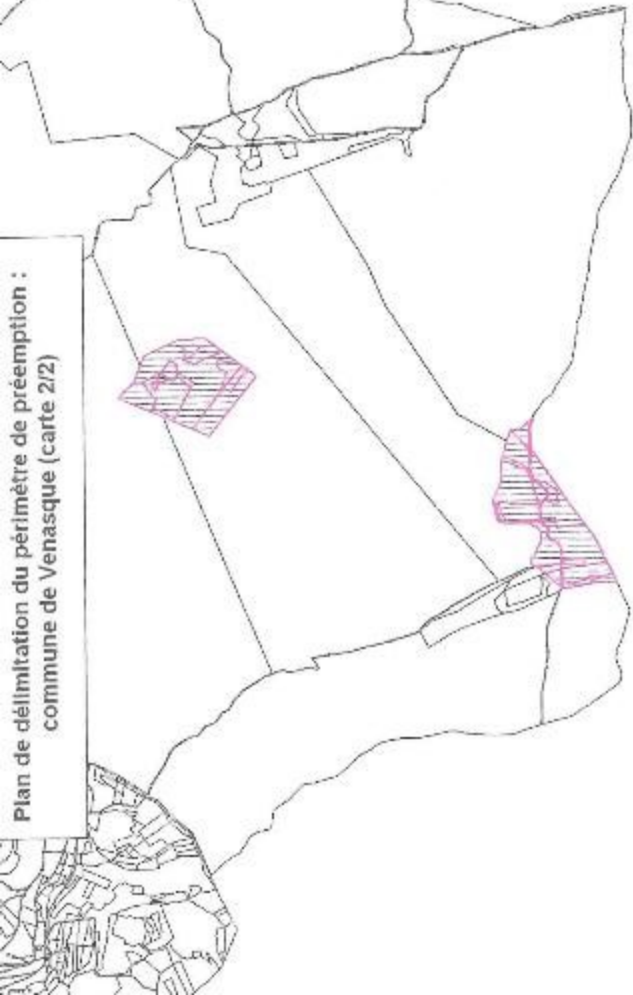 Plan de délimitation du périmètre de préemption :
commune de Venasque (carte 2/2)